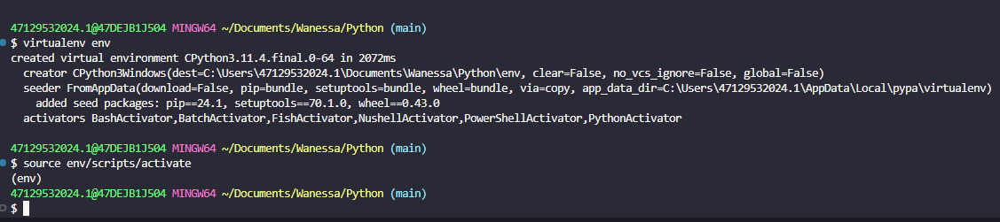 47129532024.1@47DEJB1J504 MINGW64 ~/Documents/Wanessa/Python (main)
$ virtualenv env
created virtual environment CPython3.11.4.final.0-64 in 2072ms
  creator CPython3Windows(dest=C:\Users\47129532024.1\Documents\Wanessa\Python\env, clear=False, no_vcs_ignore=False, global=False)
  seeder FromAppData(download=False, pip=bundle, setuptools=bundle, wheel=bundle, via=copy, app_data_dir=C:\Users\47129532024.1\AppData\Local\pypa\virtualenv)
    added seed packages: pip==24.1, setuptools==70.1.0, wheel==0.43.0
  activators BashActivator,BatchActivator,FishActivator,NushellActivator,PowerShellActivator,PythonActivator
47129532024.1@47DEJB1J504 MINGW64 ~/Documents/Wanessa/Python (main)
$ source env/scripts/activate
(env)
47129532024.1@47DEJB1J504 MINGW64 ~/Documents/Wanessa/Python (main)
$